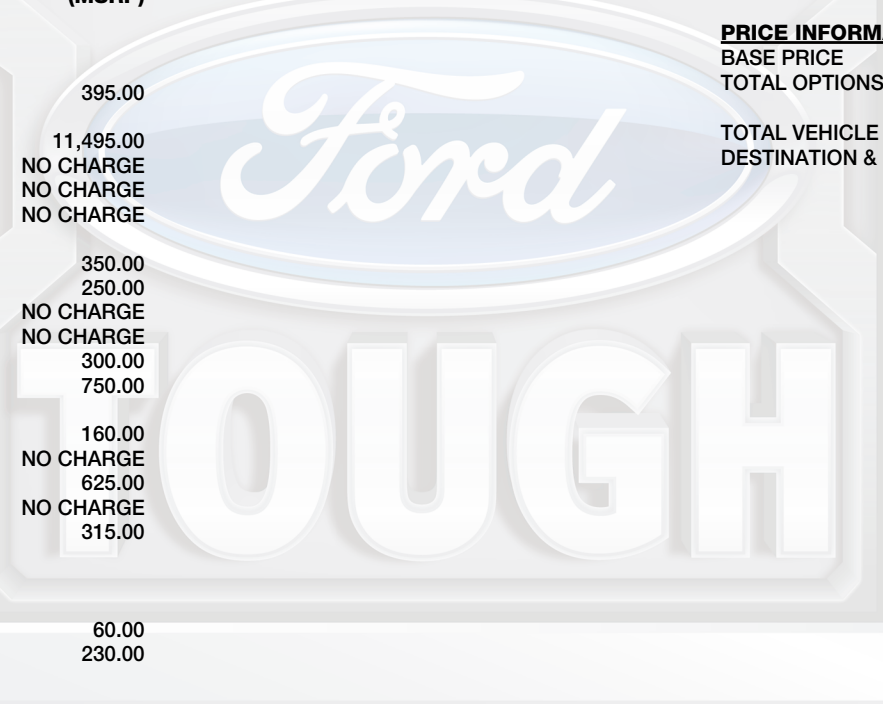 (MSRP)
395.00
11,495.00
NO CHARGE
NO CHARGE
NO CHARGE
350.00
250.00
NO CHARGE
NO CHARGE
300.00
750.00
160.00
NO CHARGE
625.00
NO CHARGE
315.00
60.00
230.00
PRICE INFORM
BASE PRICE
TOTAL OPTIONS
TOTAL VEHICLE
DESTINATION &
Ford
TOUGH